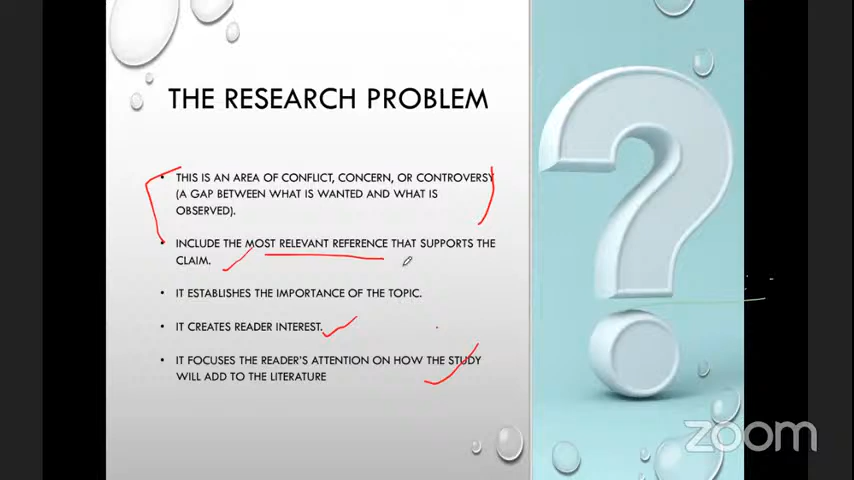 THE RESEARCH PROBLEM
• THIS IS AN AREA OF CONFLICT, CONCERN, OR CONTROVERSY
(A GAP BETWEEN WHAT IS WANTED AND WHAT IS
OBSERVED).
• INCLUDE THE MOST RELEVANT REFERENCE THAT SUPPORTS THE
CLAIM.
• IT ESTABLISHES THE IMPORTANCE OF THE TOPIC.
• IT CREATES READER INTEREST.
• IT FOCUSES THE READER'S ATTENTION ON HOW THE STUDY
WILL ADD TO THE LITERATURE
zoom